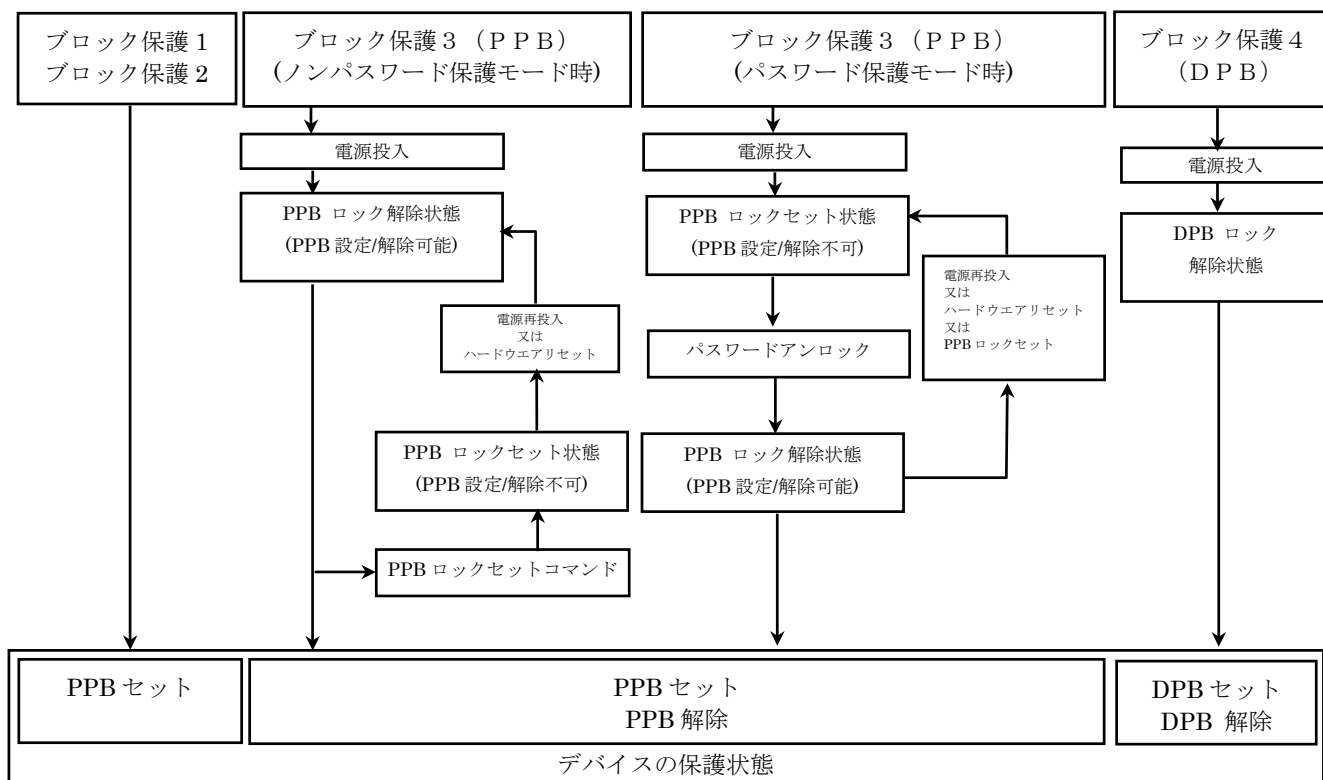 ブロック保護1
ブロック保護2
ブロック保護3（ＰＰＢ）
(ノンパスワード保護モード時)
ブロック保護3（ＰＰＢ）
(パスワード保護モード時)
ブロック保護4
（ＤＰＢ）
電源投入
PPB ロック解除状態
(PPB 設定/解除可能)
電源再投入
又は
ハードウエアリセット
PPB ロックセット状態
(PPB 設定/解除不可)
PPB ロックセットコマンド
電源投入
PPB ロックセット状態
(PPB 設定/解除不可)
パスワードアンロック
PPB ロック解除状態
(PPB 設定/解除可能)
電源再投入
又は
ハードウエアリセット
又は
PPB ロックセット
電源投入
DPB ロック
解除状態
PPB セット
PPB セット
PPB 解除
DPB セット
DPB 解除
デバイスの保護状態